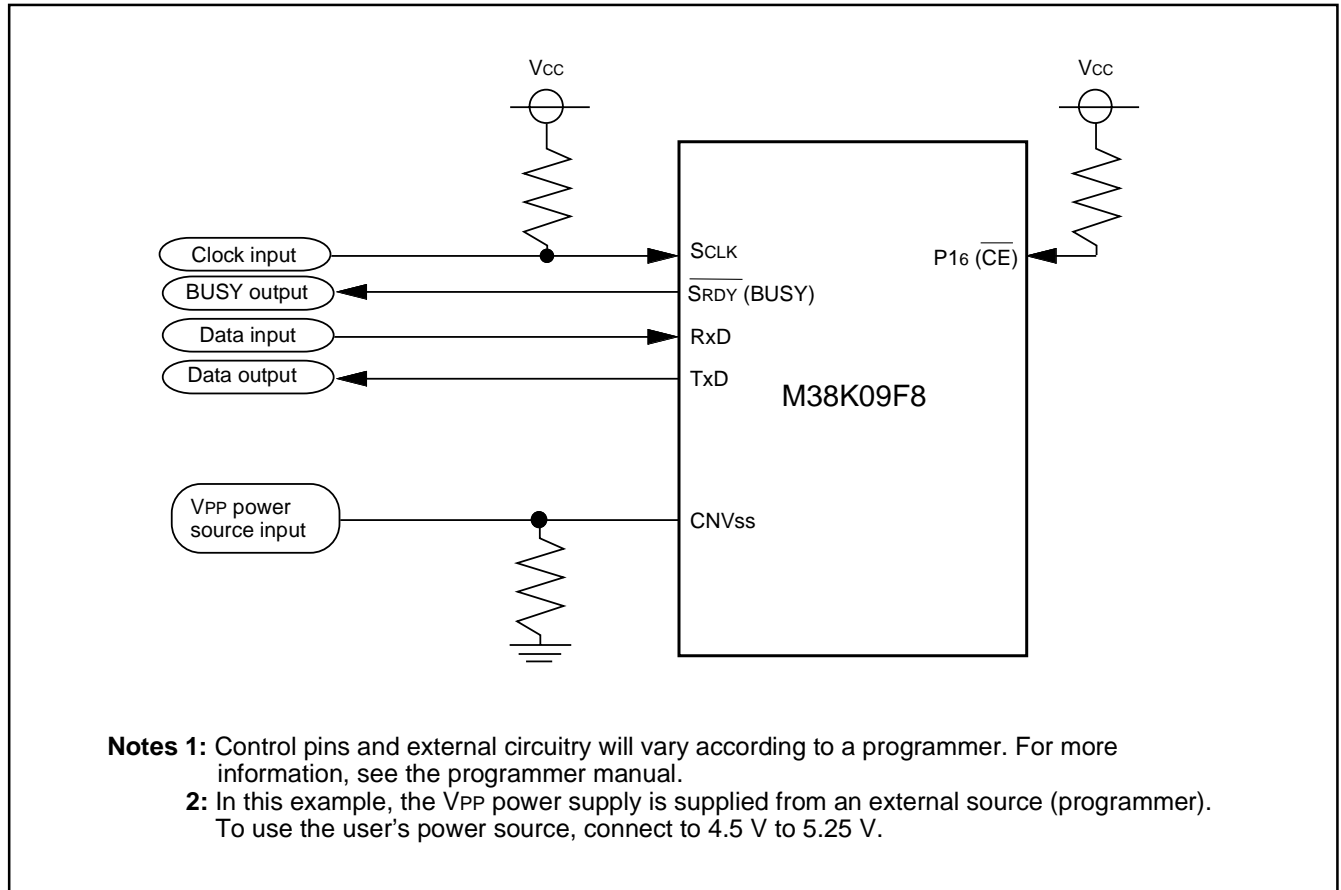 Vcc
Vcc
Clock input
SCLK
P16 (CE)
BUSY output
SRDY (BUSY)
Data input
RxD
Data output
TxD
M38K09F8
VPP power
source input
CNVss
Notes 1: Control pins and external circuitry will vary according to a programmer. For more
information, see the programmer manual.
2: In this example, the VPP power supply is supplied from an external source (programmer).
To use the user's power source, connect to 4.5 V to 5.25 V.